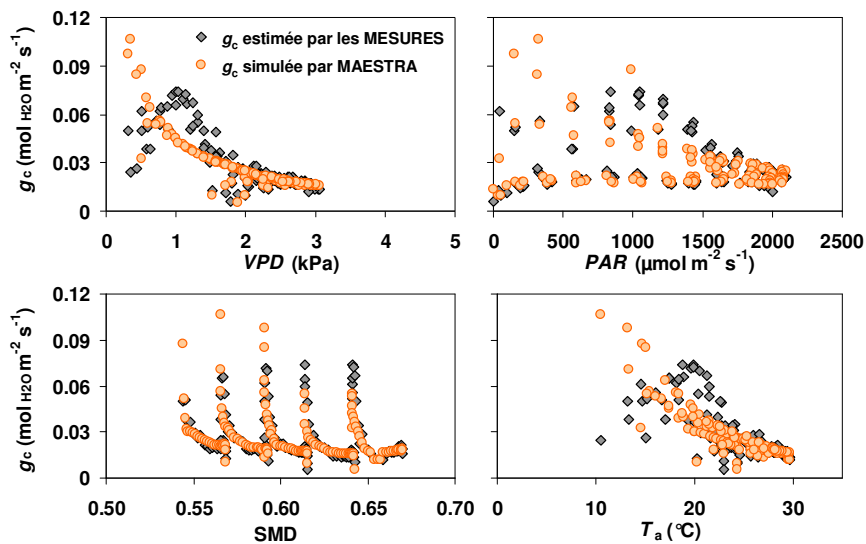 0.12
0.09
0.06
0.03
0
g_c (mol H2O m⁻² s⁻¹)
g_c estimée par les MESURES
g_c simulée par MAESTRA
0 1 2 3 4 5
VPD (kPa)
0 500 1000 1500 2000 2500
PAR (µmol m⁻² s⁻¹)
0.12
0.09
0.06
0.03
0
g_c (mol H2O m⁻² s⁻¹)
0.50 0.55 0.60 0.65 0.70
SMD
0 10 20 30
T_a (°C)